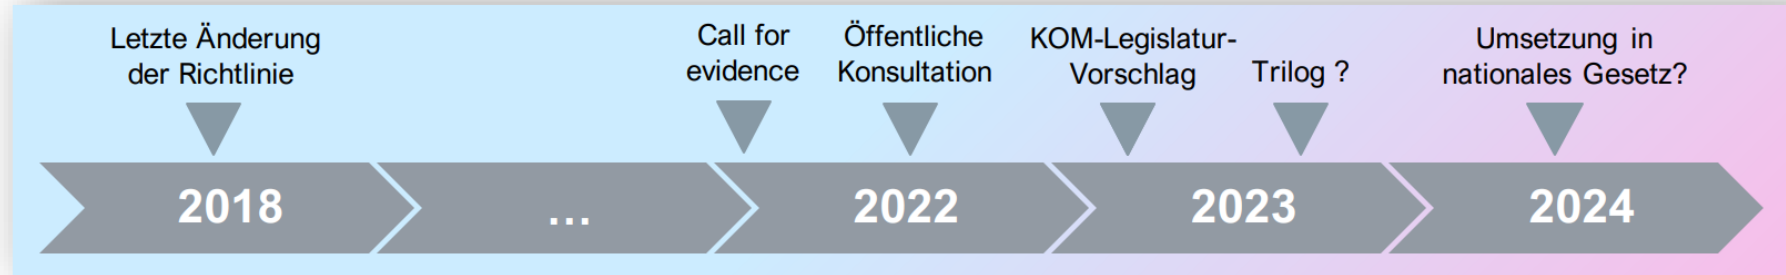 Letzte Änderung
der Richtlinie
Call for
evidence
Öffentliche
Konsultation
KOM-Legislatur-
Vorschlag
Trilog ?
Umsetzung in
nationales Gesetz?
2018
...
2022
2023
2024